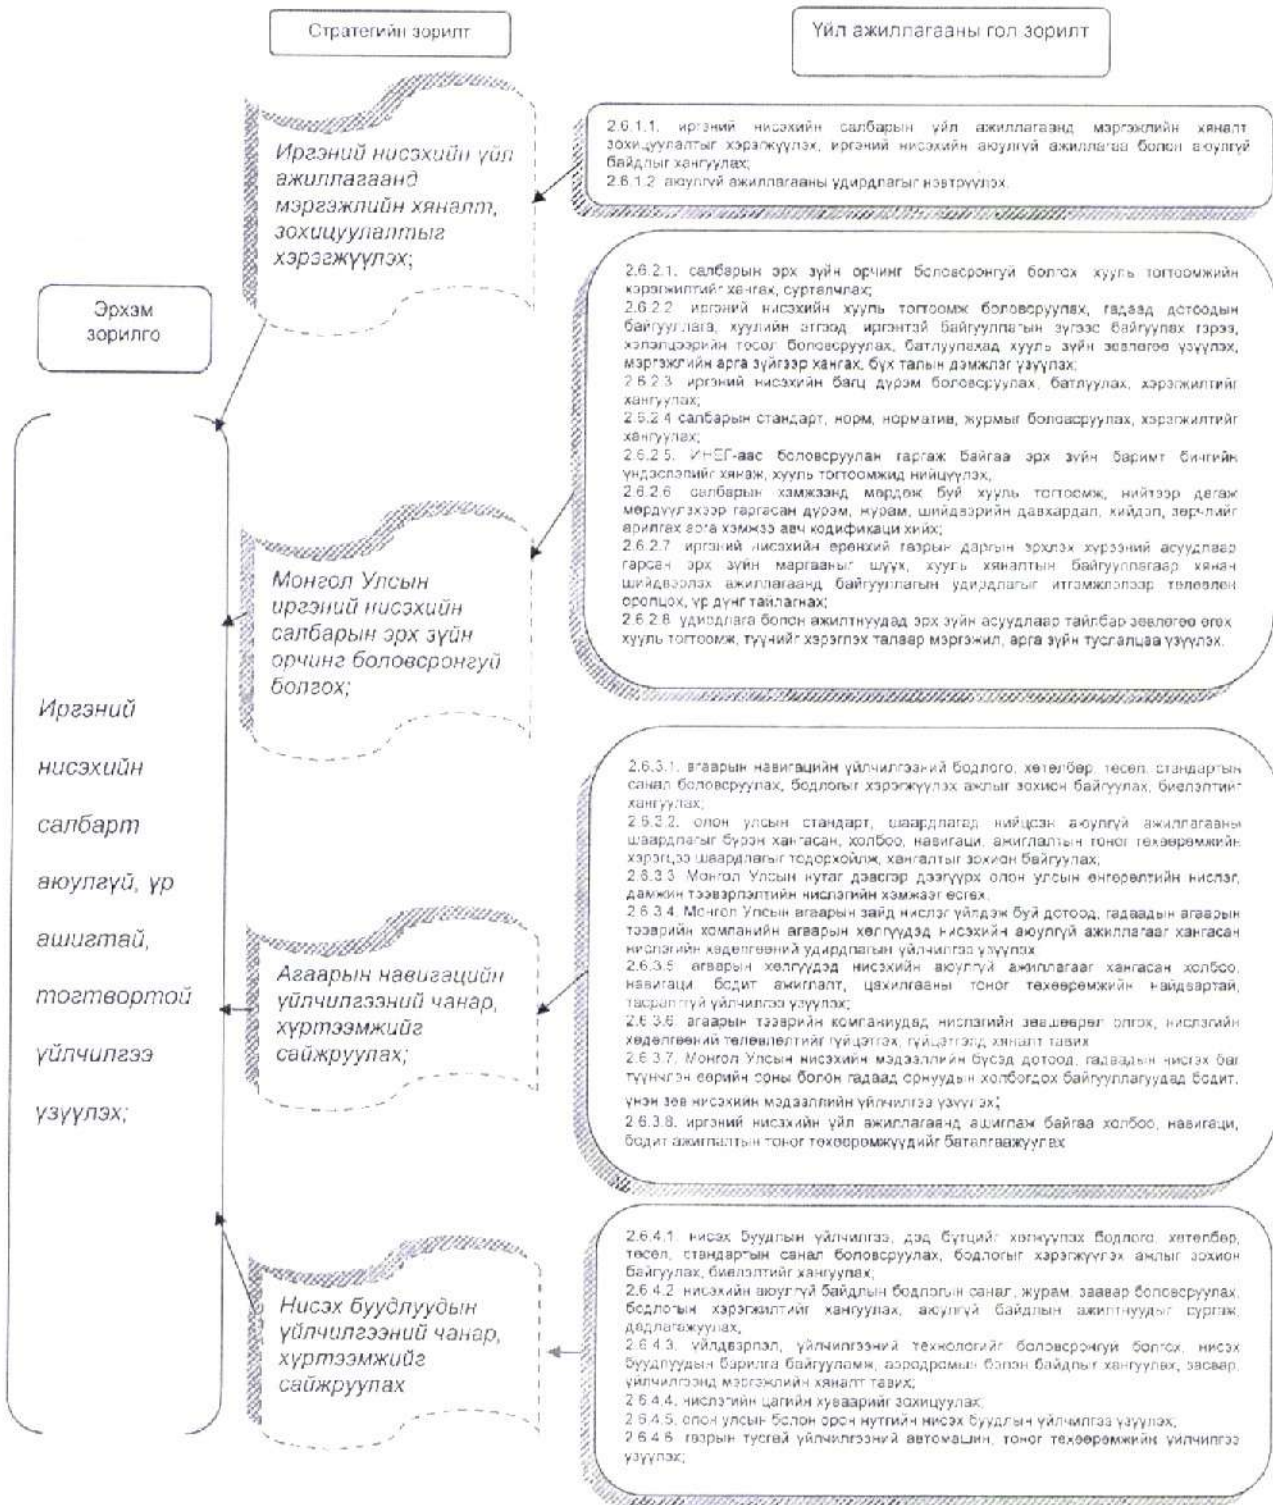 Стратегийн зорилт
Үйл ажиллагааны гол зорилт
Эрхэм
зорилго
Иргэний
нисэхийн
салбарт
аюулгүй, үр
ашигтай,
тогтвортой
үйлчилгээ
үзүүлэх;
Иргэний нисэхийн үйл
ажиллагаанд
мэргэжлийн хяналт,
зохицуулалтыг
хэрэгжүүлэх;
2.6.1.1. иргэний нисэхийн салбарын үйл ажиллагаанд мэргэжлийн хяналт
зохицуулалтыг хэрэгжүүлэх, иргэний нисэхийн аюулгүй ажиллагаа болон аюулгүй
байдлыг хангуулах;
2.6.1.2 аюулгүй ажиллагааны удирдлагыг нэвтрүүлэх.
Монгол Улсын
иргэний нисэхийн
салбарын эрх зүйн
орчинг боловсронгуй
болгох;
2.6.2.1. салбарын эрх зүйн орчинг боловсронгуй болгох хууль тогтоомжийн
хэрэгжилтийг хангах, сурталчлах;
2.6.2.2 иргэний нисэхийн хууль тогтоомж боловсруулах, гадаад дотоодын
байгууллага, хуулийн этгээд, иргэнтэй байгууллагын зүгээс байгуулах гэрээ,
хэлэлцээрийн төсөл боловсруулах, батлуулахад хууль зүйн зөвлөгөө үзүүлэх,
мэргэжлийн арга зүйгээр хангах, бүх талын дэмжлэг үзүүлэх;
2.6.2.3 иргэний нисэхийн багц дүрэм боловсруулах, батлуулах, хэрэгжилтийг
хангуулах;
2.6.2.4 салбарын стандарт, норм, норматив, журмыг боловсруулах, хэрэгжилтийг
хангуулах;
2.6.2.5. ИНЕГ-аас боловсруулан гаргаж байгаа эрх зүйн баримт бичгийн
үндэслэлийг хянаж, хууль тогтоомжид нийцүүлэх,
2.6.2.6 салбарын хэмжээнд мөрдөж буй хууль тогтоомж, нийтээр дагаж
мөрдүүлэхээр гаргасан дүрэм, журам, шийдвэрийн давхардал, хийдэл, зөрчлийг
арилгах арга хэмжээ авч кодификаци хийх;
2.6.2.7 иргэний нисэхийн ерөнхий газрын даргын эрхлэх хүрээний асуудлаар
гарсан эрх зүйн маргааныг шүүх, хууль хяналтын байгууллагаар хянан
шийдвэрлэх ажиллагаанд байгууллагын удирдлагыг итгэмжлэлээр төлөөлөн
оролцох, үр дүнг тайлагнах;
2.6.2.8 удирдлага болон ажилтнуудад эрх зүйн асуудлаар тайлбар зөвлөгөө өгөх
хууль тогтоомж, түүнийг хэрэглэх талаар мэргэжил, арга зүйн туслалцаа үзүүлэх.
Агаарын навигацийн
үйлчилгээний чанар,
хүртээмжийг
сайжруулах;
2.6.3.1. агаарын навигацийн үйлчилгээний бодлого, хөтөлбөр, төсөл, стандартын
санал боловсруулах, бодлогыг хэрэгжүүлэх ажлыг зохион байгуулах, биелэлтийг
хангуулах;
2.6.3.2. олон улсын стандарт, шаардлагад нийцсэн аюулгүй ажиллагааны
шаардлагыг бүрэн хангасан, холбоо, навигаци, ажиглалтын тоног төхөөрөмжийн
хэрэгцээ шаардлагыг тодорхойлж, хангалтыг зохион байгуулах;
2.6.3.3 Монгол Улсын нутаг дэвсгэр дээгүүрх олон улсын өнгөрөлтийн нислэг,
дамжин тээвэрлэлтийн нислэгийн хэмжээг өсгөх,
2.6.3.4. Монгол Улсын агаарын зайд нислэг үйлдэж буй дотоод, гадаадын агаарын
тээврийн компанийн агаарын хөлгүүдэд нисэхийн аюулгүй ажиллагааг хангасан
нислэгийн хөдөлгөөний удирдлагын үйлчилгээ үзүүлэх
2.6.3.5. агаарын хөлгүүдэд нисэхийн аюулгүй ажиллагааг хангасан холбоо,
навигаци бодит ажиглалт, цахилгааны тоног төхөөрөмжийн найдвартай,
тасралтгүй үйлчилгээ үзүүлэх;
2.6.3.6. агаарын тээврийн компаниудад нислэгийн зөвшөөрөл олгох, нислэгийн
хөдөлгөөний төлөвлөлтийг гүйцэтгэх, гүйцэтгэлд хяналт тавих
2.6.3.7. Монгол Улсын нисэхийн мэдээллийн бүсэд дотоод, гадаадын нисэх баг
түүнчлэн өөрийн орны болон гадаад орнуудын холбогдох байгууллагуудад бодит,
үнэн зөв нисэхийн мэдээллийн үйлчилгээ үзүүлэх;
2.6.3.8. иргэний нисэхийн үйл ажиллагаанд ашиглаж байгаа холбоо, навигаци,
бодит ажиглалтын тоног төхөөрөмжүүдийг баталгаажуулах
Нисэх буудлуудын
үйлчилгээний чанар,
хүртээмжийг
сайжруулах
2.6.4.1. нисэх буудлын үйлчилгээ, дэд бүтцийг хөгжүүлэх бодлого, хөтөлбөр,
төсөл, стандартын санал боловсруулах, бодлогыг хэрэгжүүлэх ажлыг зохион
байгуулах, биелэлтийг хангуулах;
2.6.4.2 нисэхийн аюулгүй байдлын бодлогын санал, журам, заавар боловсруулах,
бодлогын хэрэгжилтийг хангуулах, аюулгүй байдлын ажилтнуудыг сургаж,
дадлагажуулах,
2.6.4.3. үйлдвэрлэл, үйлчилгээний технологийг боловсронгуй болгох, нисэх
буудлуудын барилга байгууламж, аэродромын бэлэн байдлыг хангуулах, засвар,
үйлчилгээнд мэргэжлийн хяналт тавих;
2.6.4.4. нислэгийн цагийн хуваарийг зохицуулах;
2.6.4.5. олон улсын болон орон нутгийн нисэх буудлын үйлчилгээ үзүүлэх;
2.6.4.6 газрын тусгай үйлчилгээний автомашин, тоног төхөөрөмжийн үйлчилгээ
үзүүлэх;